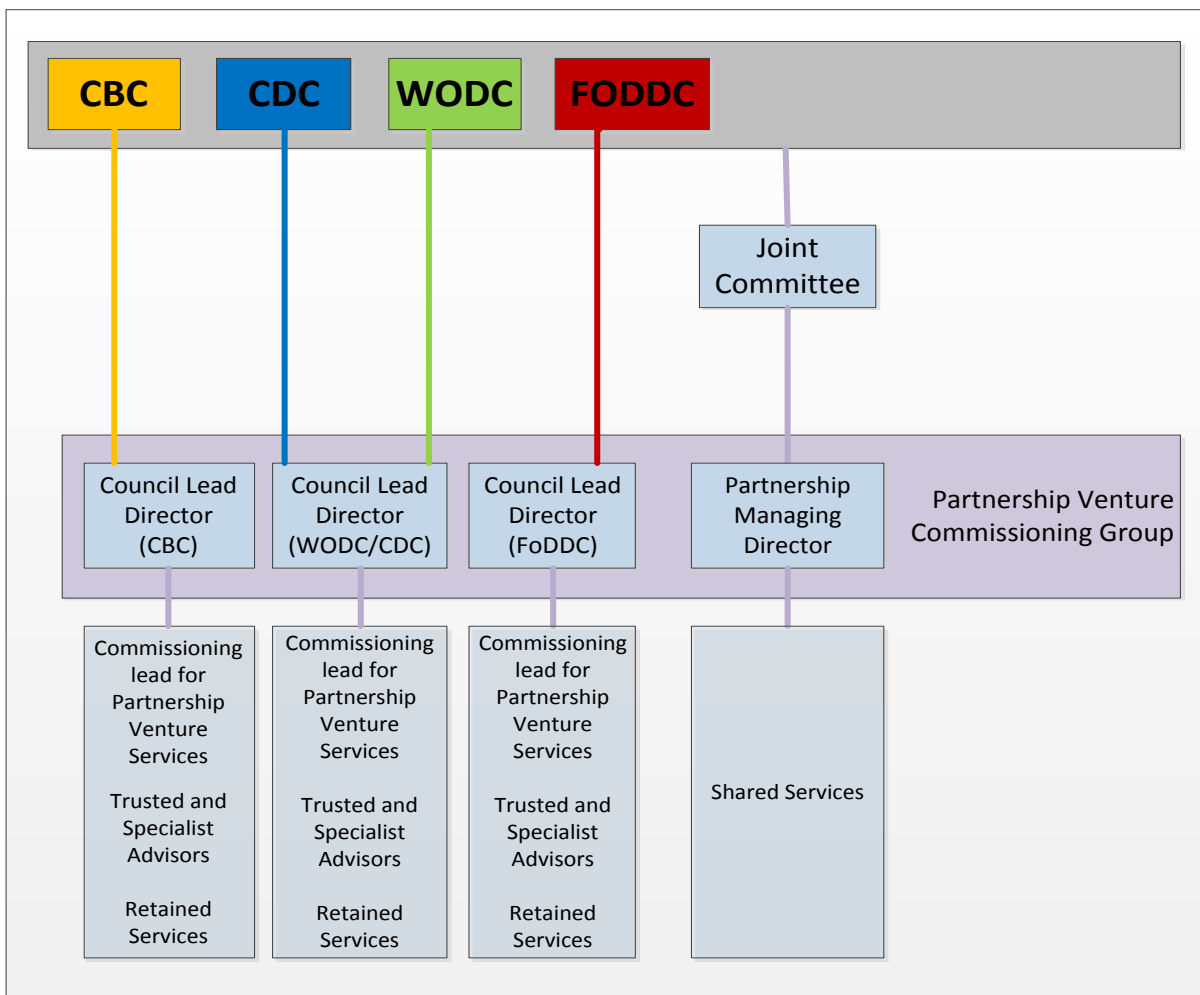 CBC
CDC
WODC
FODDC
Joint
Committee
Council Lead
Director
(CBC)
Council Lead
Director
(WODC/CDC)
Council Lead
Director
(FoDDC)
Partnership
Managing
Director
Partnership Venture
Commissioning Group
Commissioning
lead for
Partnership
Venture
Services
Trusted and
Specialist
Advisors
Retained
Services
Commissioning
lead for
Partnership
Venture
Services
Trusted and
Specialist
Advisors
Retained
Services
Commissioning
lead for
Partnership
Venture
Services
Trusted and
Specialist
Advisors
Retained
Services
Shared Services